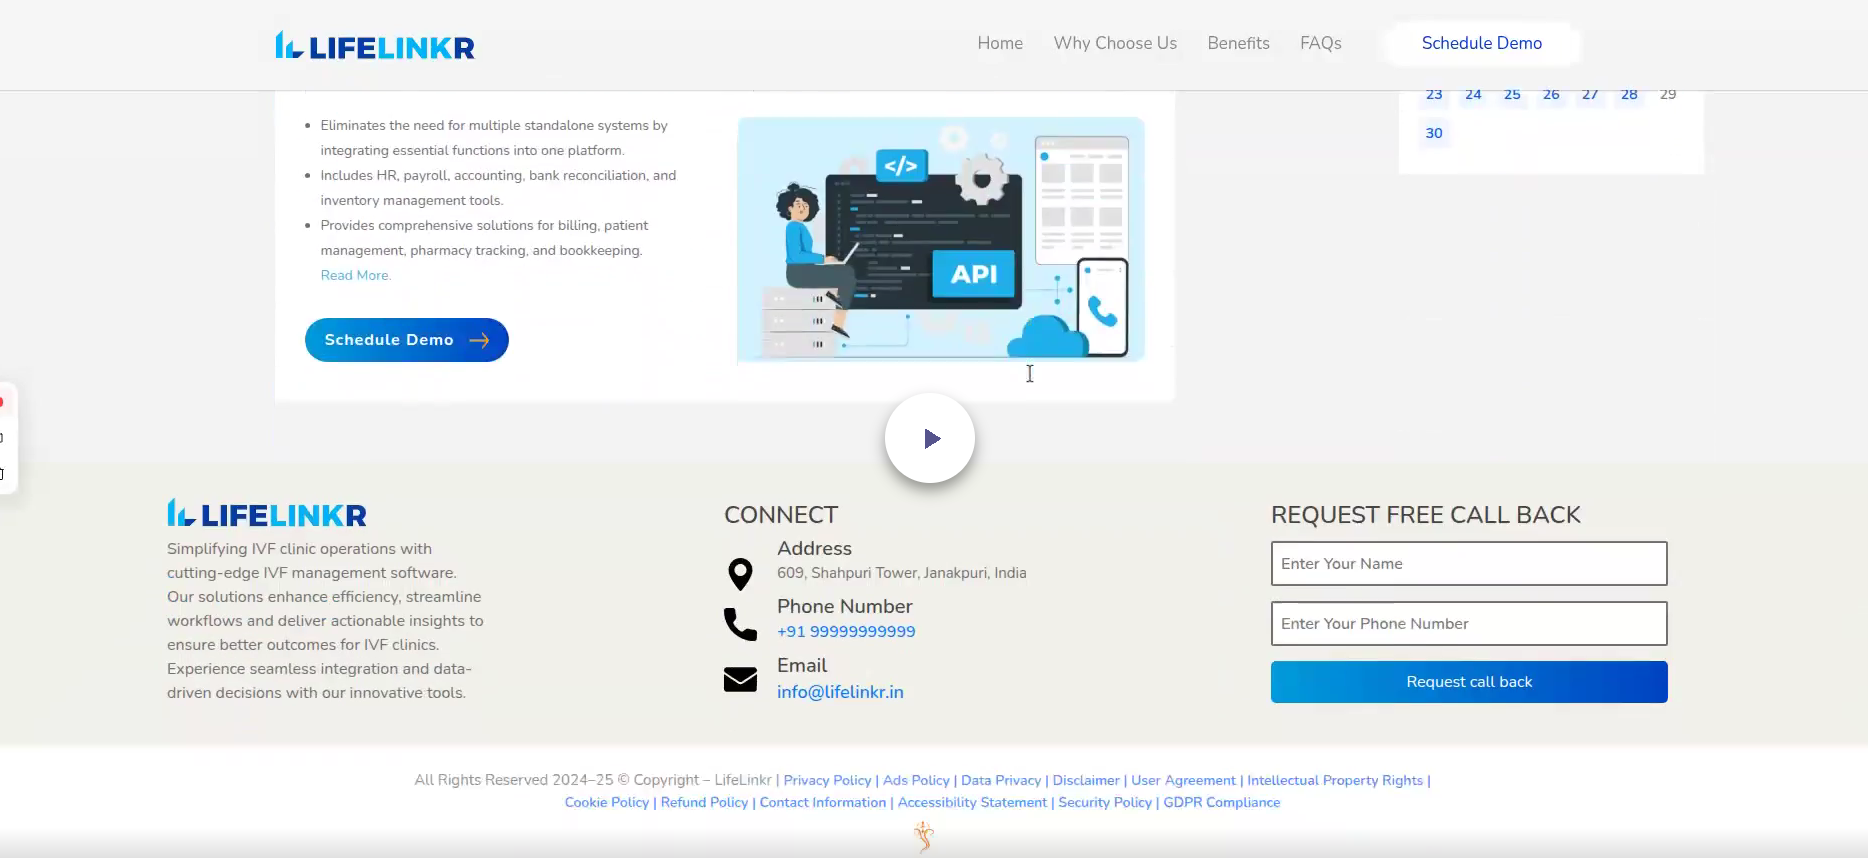 LIFELINKR
Home Why Choose Us Benefits FAQs Schedule Demo
23 24 25 26 27 28 29
30
Eliminates the need for multiple standalone systems by
integrating essential functions into one platform.
Includes HR, payroll, accounting, bank reconciliation, and
inventory management tools.
Provides comprehensive solutions for billing, patient
management, pharmacy tracking, and bookkeeping.
Read More.
Schedule Demo
</>
API
LIFELINKR
Simplifying IVF clinic operations with
cutting-edge IVF management software.
Our solutions enhance efficiency, streamline
workflows and deliver actionable insights to
ensure better outcomes for IVF clinics.
Experience seamless integration and data-
driven decisions with our innovative tools.
CONNECT
Address
609, Shahpuri Tower, Janakpuri, India
Phone Number
+91 99999999999
Email
info@lifelinkr.in
REQUEST FREE CALL BACK
Enter Your Name
Enter Your Phone Number
Request call back
All Rights Reserved 2024–25 © Copyright – LifeLinkr | Privacy Policy | Ads Policy | Data Privacy | Disclaimer | User Agreement | Intellectual Property Rights |
Cookie Policy | Refund Policy | Contact Information | Accessibility Statement | Security Policy | GDPR Compliance